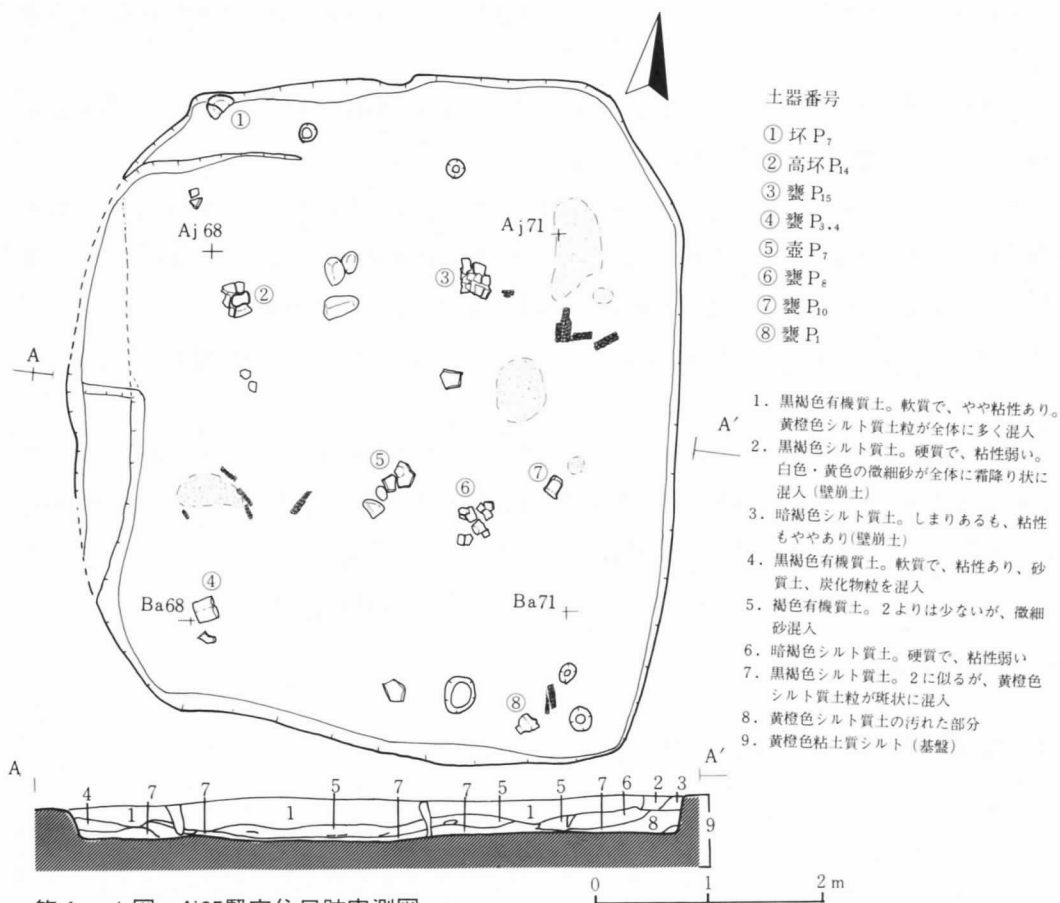 土器番号
① 坏 P₇
② 高坏 P₁₄
③ 甕 P₁₅
④ 甕 P₃.₄
⑤ 壺 P₇
⑥ 甕 P₈
⑦ 甕 P₁₀
⑧ 甕 P₁
1. 黒褐色有機質土。軟質で、やや粘性あり。
黄橙色シルト質土粒が全体に多く混入
2. 黒褐色シルト質土。硬質で、粘性弱い。
白色・黄色の微細砂が全体に霜降り状に
混入(壁崩土)
3. 暗褐色シルト質土。しまりあるも、粘性
もややあり(壁崩土)
4. 黒褐色有機質土。軟質で、粘性あり、砂
質土、炭化物粒を混入
5. 褐色有機質土。2よりは少ないが、微細
砂混入
6. 暗褐色シルト質土。硬質で、粘性弱い
7. 黒褐色シルト質土。2に似るが、黄橙色
シルト質土粒が斑状に混入
8. 黄橙色シルト質土の汚れた部分
9. 黄橙色粘土質シルト(基盤)
①
Aj 68
Aj 71
②
③
A
A′
⑤
⑥
⑦
④
Ba68
Ba71
⑧
A
A′
4 7 7 5 7 7 5 5 7 6 2 3
1 1 1 8 9
0 1 2 m